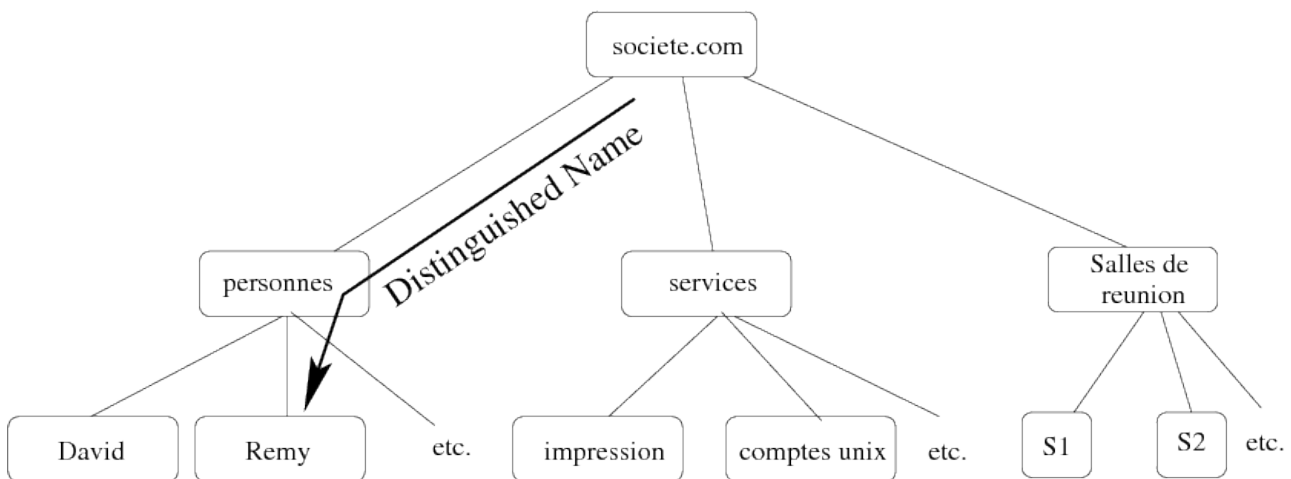 societe.com
Distinguished Name
personnes
services
Salles de
reunion
David
Remy
etc.
impression
comptes unix
etc.
S1
S2
etc.